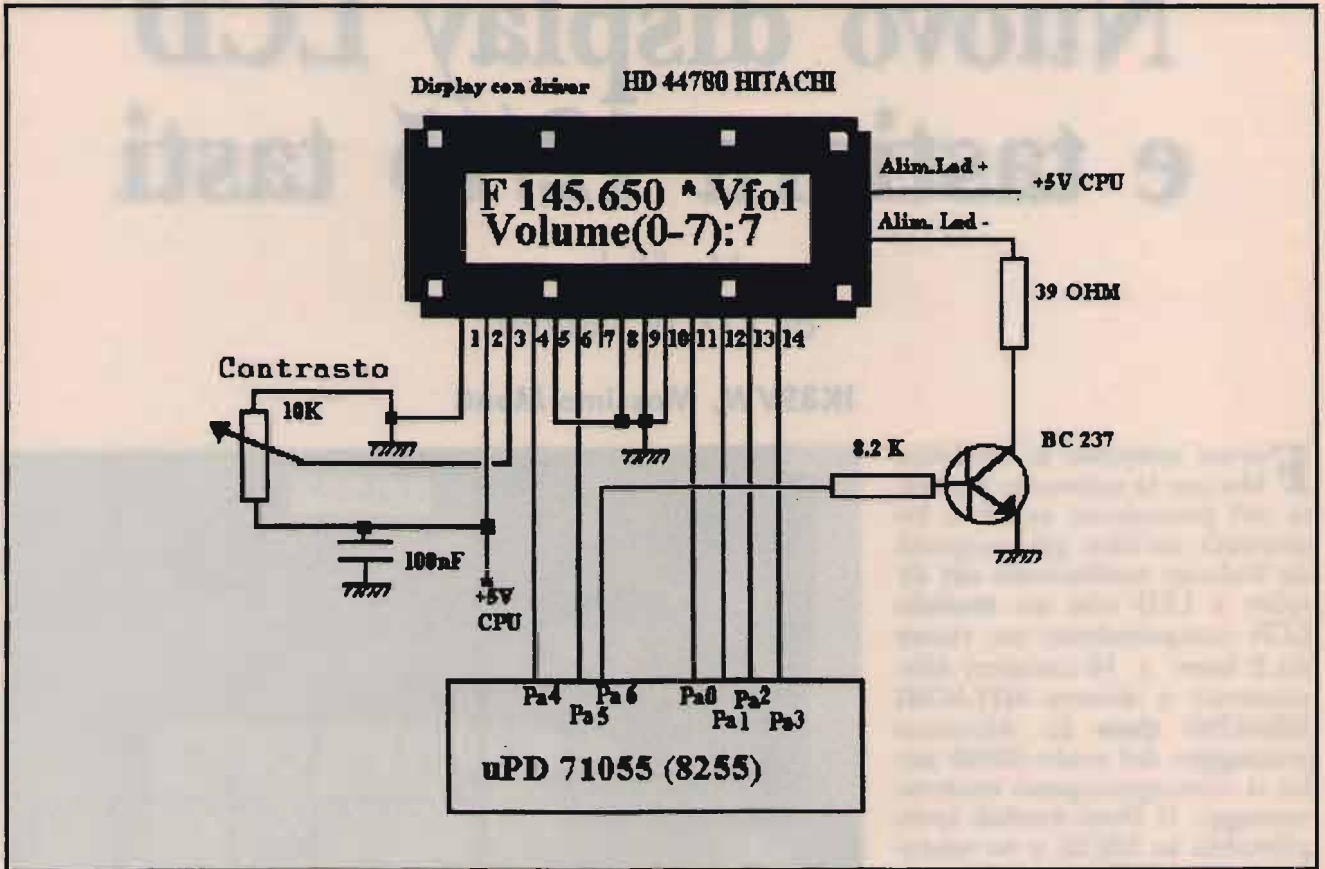 Display con driver HD 44780 HITACHI
F 145.650 * Vfo1
Volume(0-7):7
Alim.Led +
+5V CPU
Alim. Led -
39 OHM
1 2 3 4 5 6 7 8 9 10 11 12 13 14
Contrasto
10K
8.2 K
BC 237
100nF
+5V
CPU
Pa4 Pa5 Pa6 Pa0 Pa1 Pa2 Pa3
uPD 71055 (8255)